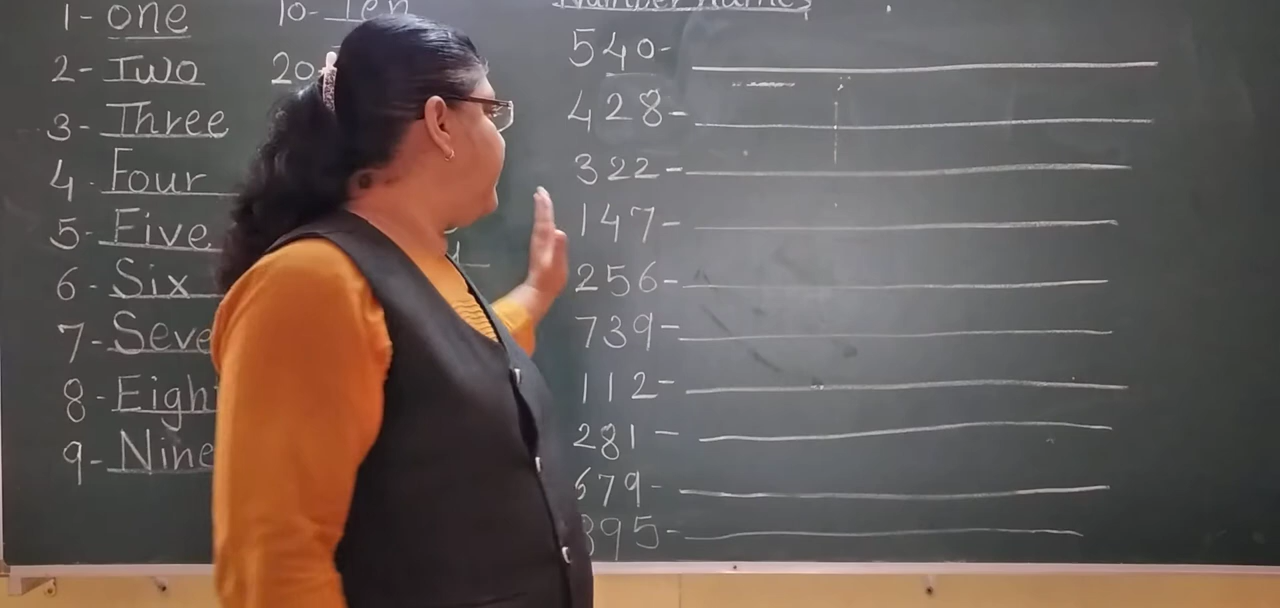 1- one
2- Two
3- Three
4- Four
5- Five
6- Six
7- Seve
8- Eigh
9- Nine
10- Ten
20-
Number names
540-
428-
322-
147-
256-
739-
112-
281-
679-
895-